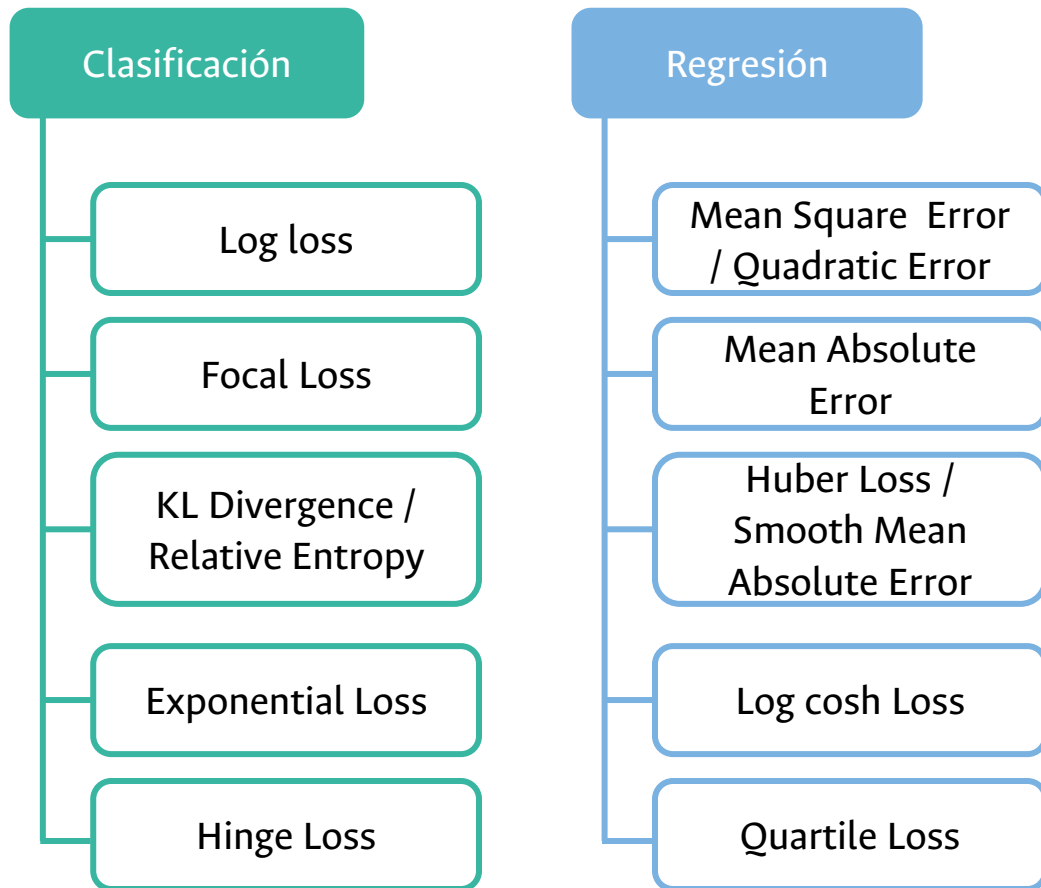 Clasificación
Log loss
Focal Loss
KL Divergence /
Relative Entropy
Exponential Loss
Hinge Loss
Regresión
Mean Square  Error
/ Quadratic Error
Mean Absolute
Error
Huber Loss /
Smooth Mean
Absolute Error
Log cosh Loss
Quartile Loss